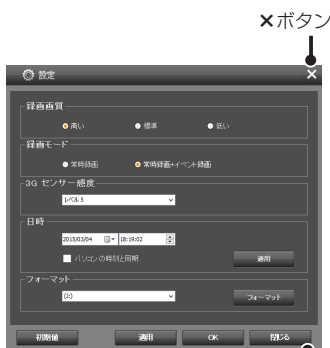 ×ボタン
設定
録画画質
高い 標準 低い
録画モード
常時録画 常時録画+イベント録画
3G センサー感度
レベル 5
日時
2015/03/04 18:19:02
パソコンの時刻と同期 適用
フォーマット
(J:) フォーマット
初期値 適用 OK 閉じる